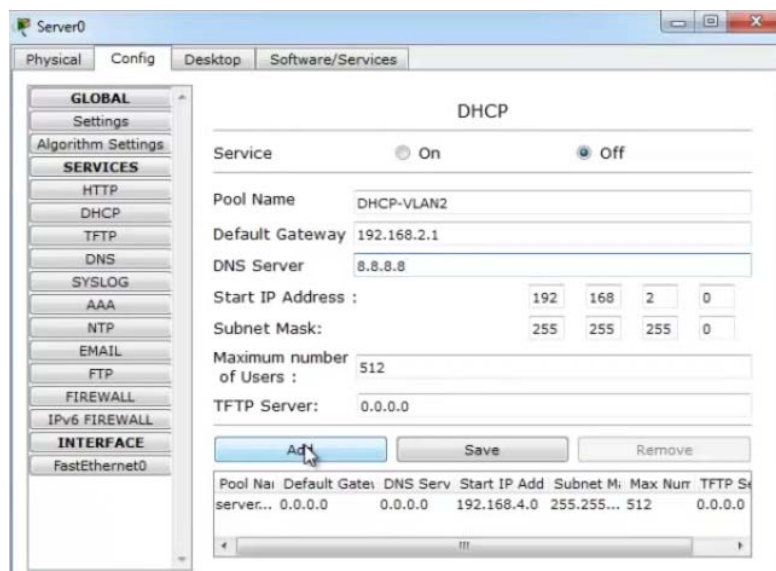 Server0
Physical Config Desktop Software/Services
GLOBAL
Settings
Algorithm Settings
SERVICES
HTTP
DHCP
TFTP
DNS
SYSLOG
AAA
NTP
EMAIL
FTP
FIREWALL
IPv6 FIREWALL
INTERFACE
FastEthernet0
DHCP
Service On Off
Pool Name DHCP-VLAN2
Default Gateway 192.168.2.1
DNS Server 8.8.8.8
Start IP Address : 192 168 2 0
Subnet Mask: 255 255 255 0
Maximum number
of Users : 512
TFTP Server: 0.0.0.0
Add Save Remove
Pool Nai Default Gatew DNS Serv Start IP Add Subnet M Max Num TFTP Se
server... 0.0.0.0 0.0.0.0 192.168.4.0 255.255... 512 0.0.0.0